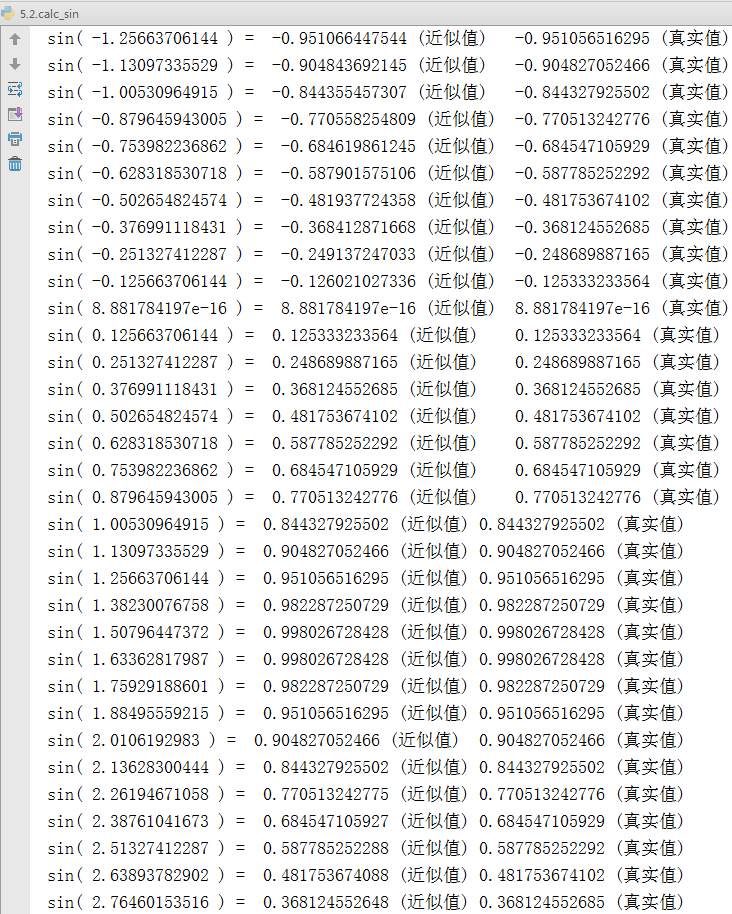 5.2.calc_sin
sin( -1.25663706144 ) =  -0.951066447544 (近似值)   -0.951056516295 (真实值)
sin( -1.13097335529 ) =  -0.904843692145 (近似值)   -0.904827052466 (真实值)
sin( -1.00530964915 ) =  -0.844355457307 (近似值)   -0.844327925502 (真实值)
sin( -0.879645943005 ) =  -0.770558254809 (近似值)  -0.770513242776 (真实值)
sin( -0.753982236862 ) =  -0.684619861245 (近似值)  -0.684547105929 (真实值)
sin( -0.628318530718 ) =  -0.587901575106 (近似值)  -0.587785252292 (真实值)
sin( -0.502654824574 ) =  -0.481937724358 (近似值)  -0.481753674102 (真实值)
sin( -0.376991118431 ) =  -0.368412871668 (近似值)  -0.368124552685 (真实值)
sin( -0.251327412287 ) =  -0.249137247033 (近似值)  -0.248689887165 (真实值)
sin( -0.125663706144 ) =  -0.126021027336 (近似值)  -0.125333233564 (真实值)
sin( 8.881784197e-16 ) =  8.881784197e-16 (近似值)  8.881784197e-16 (真实值)
sin( 0.125663706144 ) =  0.125333233564 (近似值)    0.125333233564 (真实值)
sin( 0.251327412287 ) =  0.248689887165 (近似值)    0.248689887165 (真实值)
sin( 0.376991118431 ) =  0.368124552685 (近似值)    0.368124552685 (真实值)
sin( 0.502654824574 ) =  0.481753674102 (近似值)    0.481753674102 (真实值)
sin( 0.628318530718 ) =  0.587785252292 (近似值)    0.587785252292 (真实值)
sin( 0.753982236862 ) =  0.684547105929 (近似值)    0.684547105929 (真实值)
sin( 0.879645943005 ) =  0.770513242776 (近似值)    0.770513242776 (真实值)
sin( 1.00530964915 ) =  0.844327925502 (近似值) 0.844327925502 (真实值)
sin( 1.13097335529 ) =  0.904827052466 (近似值) 0.904827052466 (真实值)
sin( 1.25663706144 ) =  0.951056516295 (近似值) 0.951056516295 (真实值)
sin( 1.38230076758 ) =  0.982287250729 (近似值) 0.982287250729 (真实值)
sin( 1.50796447372 ) =  0.998026728428 (近似值) 0.998026728428 (真实值)
sin( 1.63362817987 ) =  0.998026728428 (近似值) 0.998026728428 (真实值)
sin( 1.75929188601 ) =  0.982287250729 (近似值) 0.982287250729 (真实值)
sin( 1.88495559215 ) =  0.951056516295 (近似值) 0.951056516295 (真实值)
sin( 2.0106192983 ) =  0.904827052466 (近似值)  0.904827052466 (真实值)
sin( 2.13628300444 ) =  0.844327925502 (近似值) 0.844327925502 (真实值)
sin( 2.26194671058 ) =  0.770513242775 (近似值) 0.770513242776 (真实值)
sin( 2.38761041673 ) =  0.684547105927 (近似值) 0.684547105929 (真实值)
sin( 2.51327412287 ) =  0.587785252288 (近似值) 0.587785252292 (真实值)
sin( 2.63893782902 ) =  0.481753674088 (近似值) 0.481753674102 (真实值)
sin( 2.76460153516 ) =  0.368124552648 (近似值) 0.368124552685 (真实值)